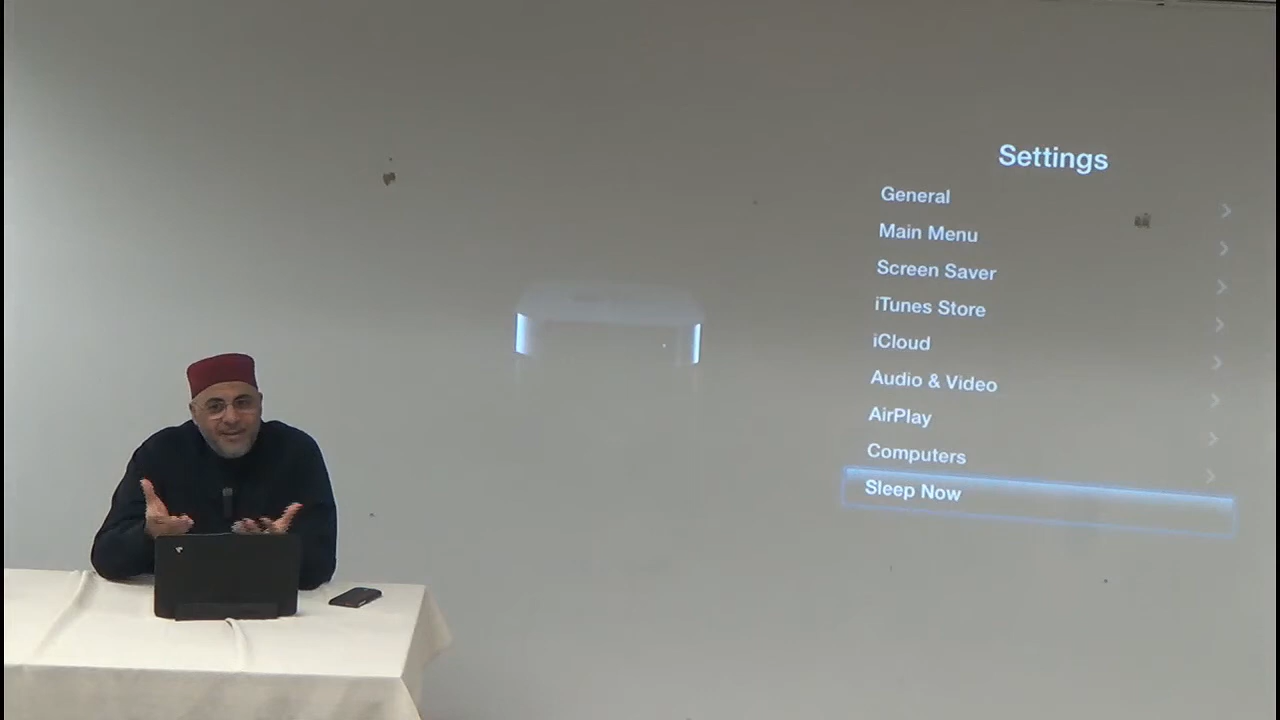 Settings
General
Main Menu
Screen Saver
iTunes Store
iCloud
Audio & Video
AirPlay
Computers
Sleep Now